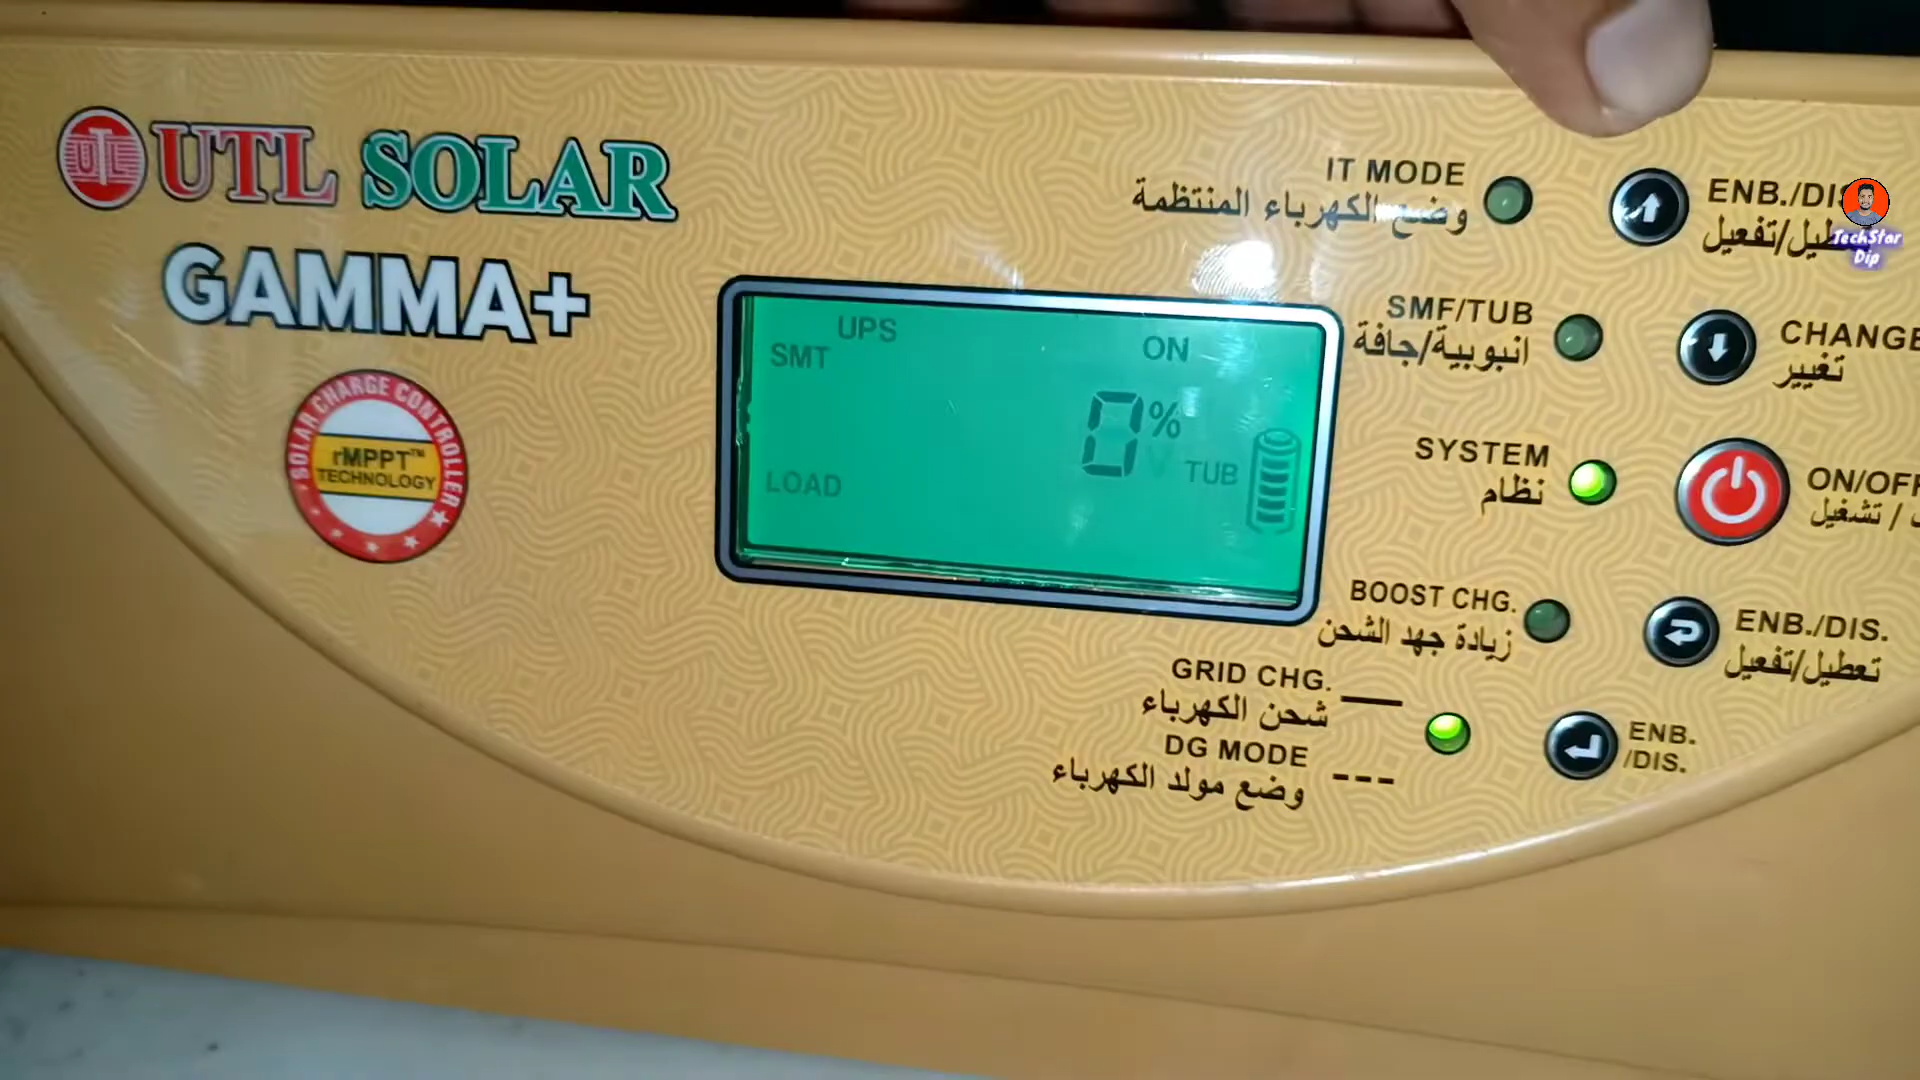 UTL
UTL SOLAR
GAMMA+
SOLAR CHARGE CONTROLLER
rMPPT™
TECHNOLOGY
UPS
SMT
ON
0%
TUB
LOAD
IT MODE
وضع الكهرباء المنتظمة
ENB./DIS
تعطيل/تفعيل
TechStar
Dip
SMF/TUB
انبوبية/جافة
CHANGE
تغيير
SYSTEM
نظام
ON/OFF
/ تشغيل
BOOST CHG.
زيادة جهد الشحن
ENB./DIS.
تعطيل/تفعيل
GRID CHG.
شحن الكهرباء
DG MODE
وضع مولد الكهرباء
ENB.
/DIS.